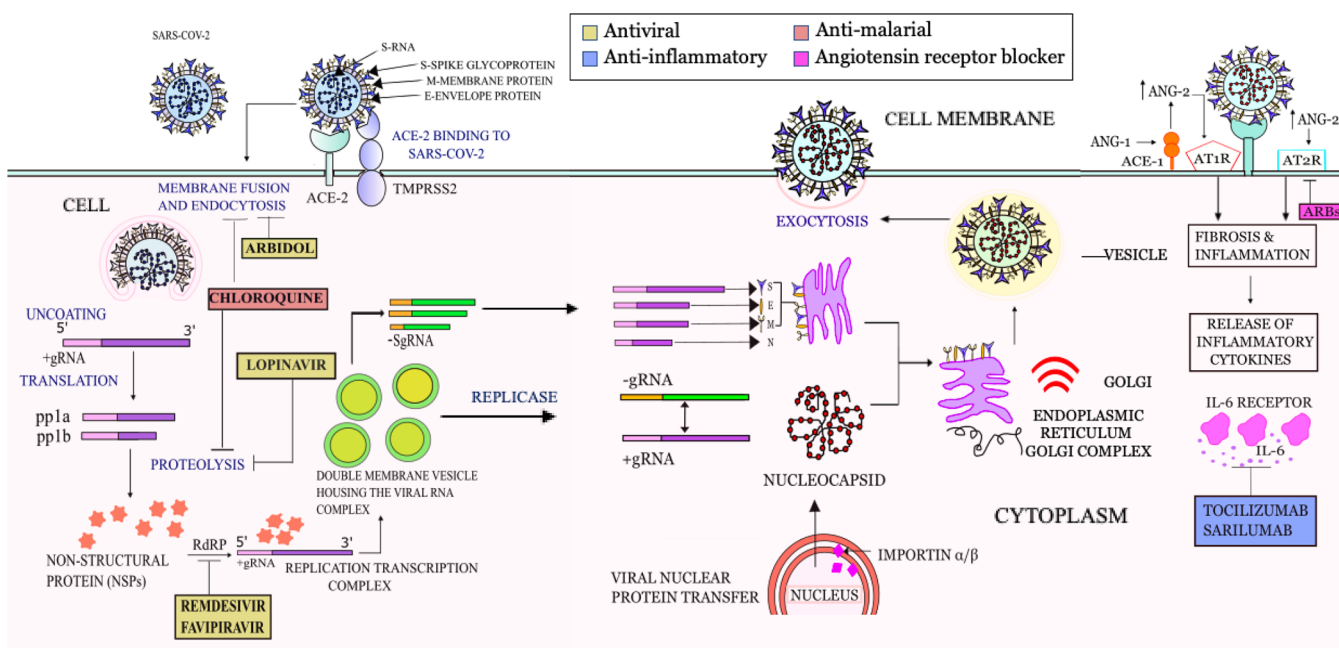 SARS-COV-2
S-RNA
S-SPIKE GLYCOPROTEIN
M-MEMBRANE PROTEIN
E-ENVELOPE PROTEIN
ACE-2 BINDING TO
SARS-COV-2
ACE-2
TMPRSS2
Antiviral
Anti-malarial
Anti-inflammatory
Angiotensin receptor blocker
CELL MEMBRANE
ANG-2
ANG-2
ANG-1
ACE-1
AT1R
AT2R
ARBs
CELL
MEMBRANE FUSION
AND ENDOCYTOSIS
ARBIDOL
CHLOROQUINE
UNCOATING
5'
3'
+gRNA
TRANSLATION
pp1a
pp1b
LOPINAVIR
PROTEOLYSIS
-SgRNA
REPLICASE
DOUBLE MEMBRANE VESICLE
HOUSING THE VIRAL RNA
COMPLEX
NON-STRUCTURAL
PROTEIN (NSPs)
RdRP
5'
3'
+gRNA
REPLICATION TRANSCRIPTION
COMPLEX
REMDESIVIR
FAVIPIRAVIR
EXOCYTOSIS
VESICLE
S
E
M
N
-gRNA
+gRNA
NUCLEOCAPSID
GOLGI
ENDOPLASMIC
RETICULUM
GOLGI COMPLEX
CYTOPLASM
IMPORTIN α/β
VIRAL NUCLEAR
PROTEIN TRANSFER
NUCLEUS
FIBROSIS &
INFLAMMATION
RELEASE OF
INFLAMMATORY
CYTOKINES
IL-6 RECEPTOR
IL-6
TOCILIZUMAB
SARILUMAB